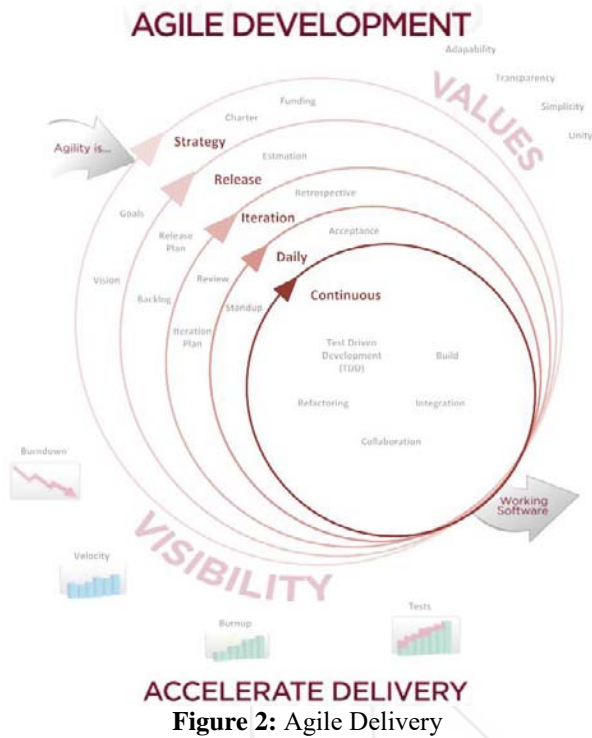 AGILE DEVELOPMENT
Adapability
Transparency
Simplicity
Unity
VALUES
Agility is...
Funding
Charter
Strategy
Estmation
Release
Goals
Retrospective
Iteration
Release
Plan
Acceptance
Daily
Vision
Review
Backlog
Standup
Continuous
Iteration
Plan
Test Driven
Development
(TDD)
Build
Refactoring
Integration
Collaboration
Burndown
Working
Software
VISIBILITY
Velocity
Burnup
Tests
ACCELERATE DELIVERY
Figure 2: Agile Delivery